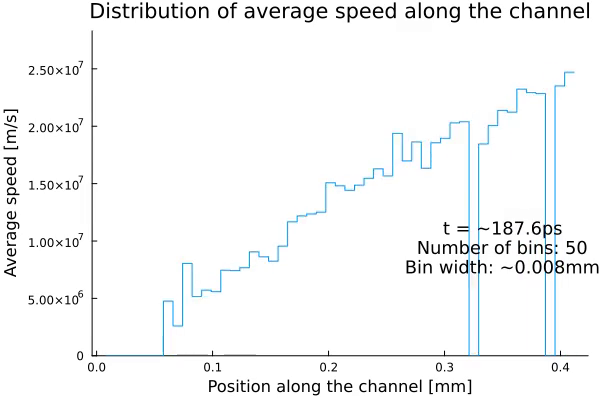 Distribution of average speed along the channel
Average speed [m/s]
2.50×10⁷
2.00×10⁷
1.50×10⁷
1.00×10⁷
5.00×10⁶
0
t = ~187.6ps
Number of bins: 50
Bin width: ~0.008mm
0.0 0.1 0.2 0.3 0.4
Position along the channel [mm]